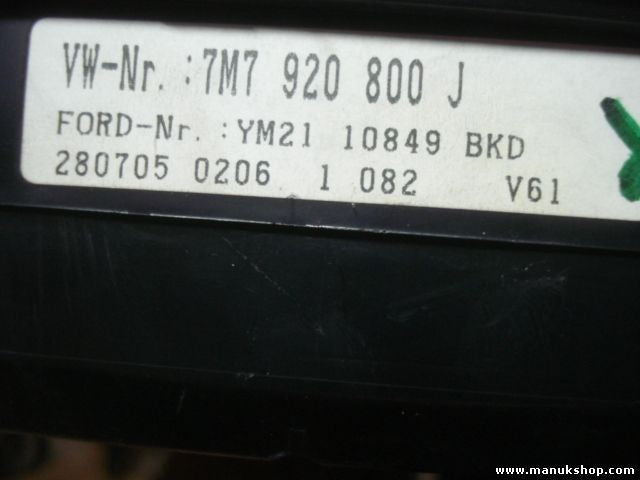 VW-Nr. :7M7 920 800 J
FORD-Nr. :YM21 10849 BKD
280705 0206 1 082 V61
www.manukshop.com